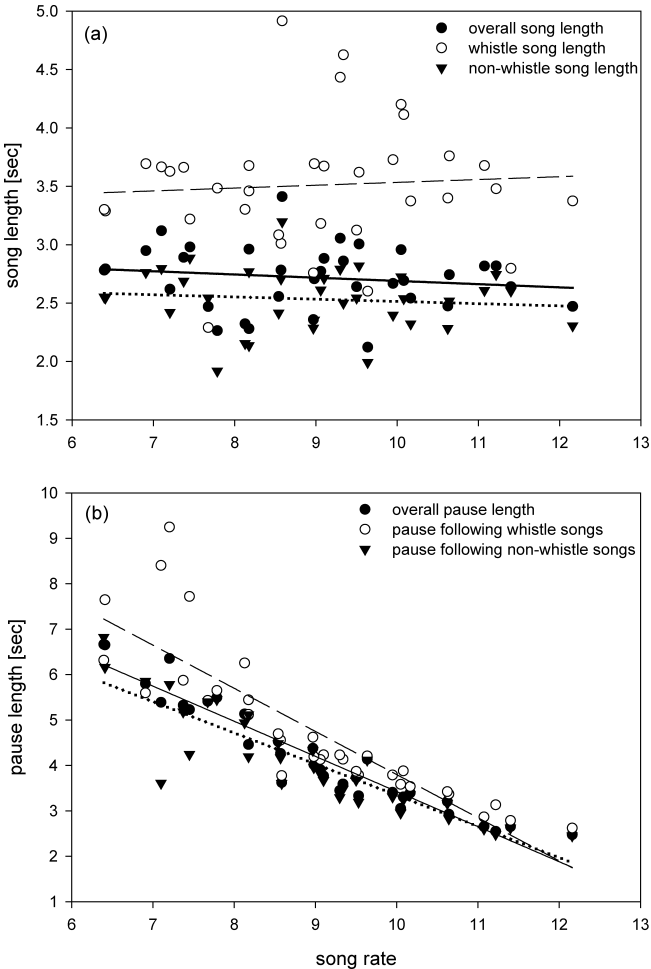 5.0
(a)
overall song length
whistle song length
non-whistle song length
4.5
4.0
3.5
3.0
2.5
2.0
1.5
song length [sec]
6 7 8 9 10 11 12 13
10
(b)
overall pause length
pause following whistle songs
pause following non-whistle songs
9
8
7
6
5
4
3
2
1
pause length [sec]
6 7 8 9 10 11 12 13
song rate